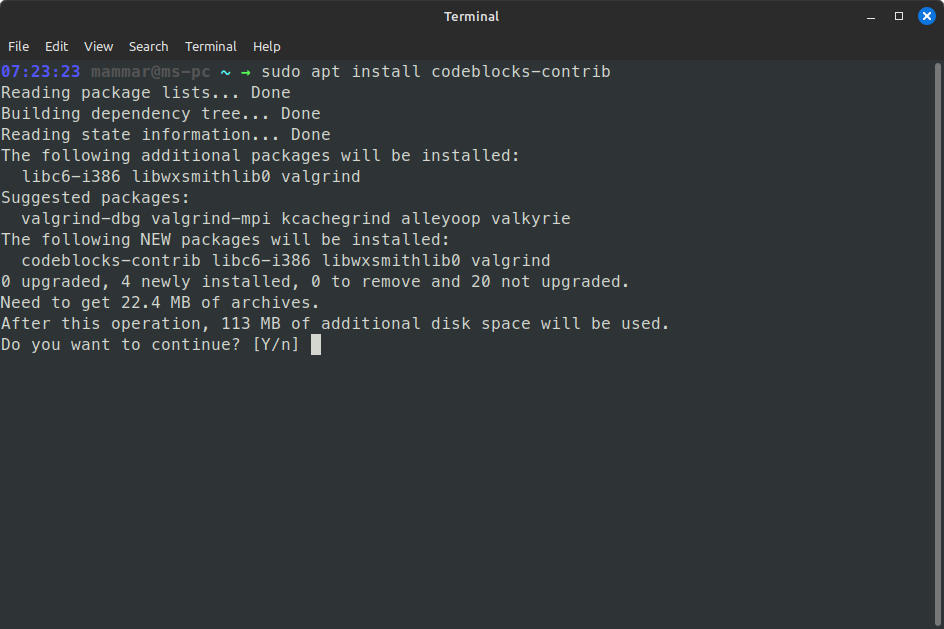 Terminal
File Edit View Search Terminal Help
07:23:23 mammar@ms-pc ~ → sudo apt install codeblocks-contrib
Reading package lists... Done
Building dependency tree... Done
Reading state information... Done
The following additional packages will be installed:
  libc6-i386 libwxsmithlib0 valgrind
Suggested packages:
  valgrind-dbg valgrind-mpi kcachegrind alleyoop valkyrie
The following NEW packages will be installed:
  codeblocks-contrib libc6-i386 libwxsmithlib0 valgrind
0 upgraded, 4 newly installed, 0 to remove and 20 not upgraded.
Need to get 22.4 MB of archives.
After this operation, 113 MB of additional disk space will be used.
Do you want to continue? [Y/n]